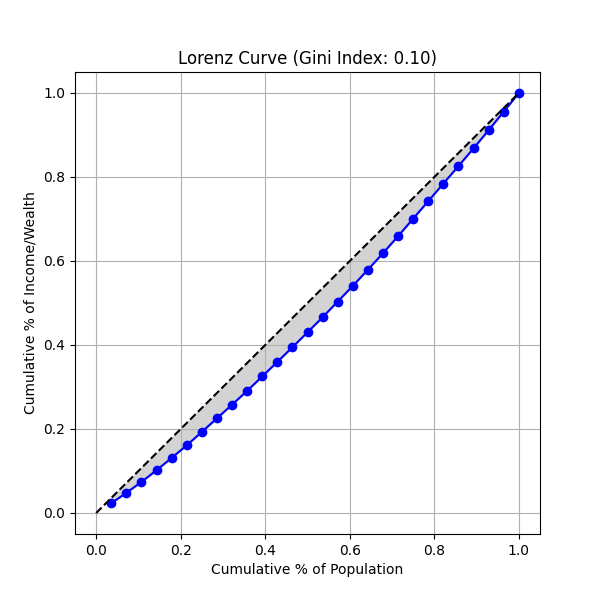 Lorenz Curve (Gini Index: 0.10)
Cumulative % of Income/Wealth
1.0
0.8
0.6
0.4
0.2
0.0
0.0 0.2 0.4 0.6 0.8 1.0
Cumulative % of Population